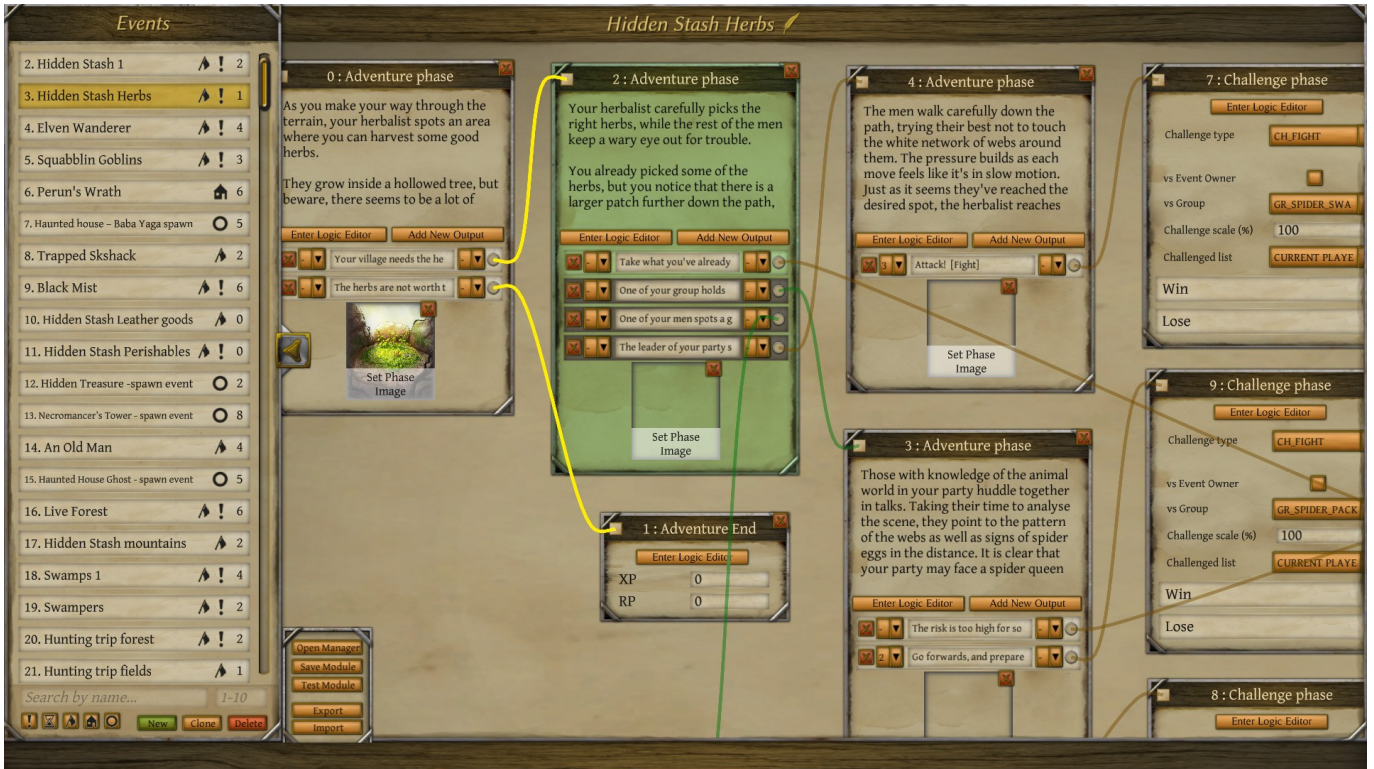 Events
Hidden Stash Herbs
2. Hidden Stash 1 2
3. Hidden Stash Herbs 1
4. Elven Wanderer 4
5. Squabblin Goblins 3
6. Perun's Wrath 6
7. Haunted house – Baba Yaga spawn 5
8. Trapped Skshack 2
9. Black Mist 6
10. Hidden Stash Leather goods 0
11. Hidden Stash Perishables 0
12. Hidden Treasure -spawn event 2
13. Necromancer's Tower - spawn event 8
14. An Old Man 4
15. Haunted House Ghost - spawn event 5
16. Live Forest 6
17. Hidden Stash mountains 2
18. Swamps 1 4
19. Swampers 2
20. Hunting trip forest 2
21. Hunting trip fields 1
Search by name... 1-10
New Clone Delete
0 : Adventure phase
As you make your way through the
terrain, your herbalist spots an area
where you can harvest some good
herbs.
They grow inside a hollowed tree, but
beware, there seems to be a lot of
Enter Logic Editor Add New Output
- Your village needs the he -
- The herbs are not worth t -
Set Phase
Image
Open Manager
Save Module
Test Module
Export
Import
2 : Adventure phase
Your herbalist carefully picks the
right herbs, while the rest of the men
keep a wary eye out for trouble.
You already picked some of the
herbs, but you notice that there is a
larger patch further down the path,
Enter Logic Editor Add New Output
- Take what you've already -
- One of your group holds -
- One of your men spots a g -
- The leader of your party s -
Set Phase
Image
1 : Adventure End
Enter Logic Editor
XP 0
RP 0
4 : Adventure phase
The men walk carefully down the
path, trying their best not to touch
the white network of webs around
them. The pressure builds as each
move feels like it's in slow motion.
Just as it seems they've reached the
desired spot, the herbalist reaches
Enter Logic Editor Add New Output
3 Attack! [Fight] -
Set Phase
Image
3 : Adventure phase
Those with knowledge of the animal
world in your party huddle together
in talks. Taking their time to analyse
the scene, they point to the pattern
of the webs as well as signs of spider
eggs in the distance. It is clear that
your party may face a spider queen
Enter Logic Editor Add New Output
- The risk is too high for so -
2 Go forwards, and prepare -
7 : Challenge phase
Enter Logic Editor
Challenge type CH_FIGHT
vs Event Owner
vs Group GR_SPIDER_SWA
Challenge scale (%) 100
Challenged list CURRENT PLAYE
Win
Lose
9 : Challenge phase
Enter Logic Editor
Challenge type CH_FIGHT
vs Event Owner
vs Group GR_SPIDER_PACK
Challenge scale (%) 100
Challenged list CURRENT PLAYE
Win
Lose
8 : Challenge phase
Enter Logic Editor